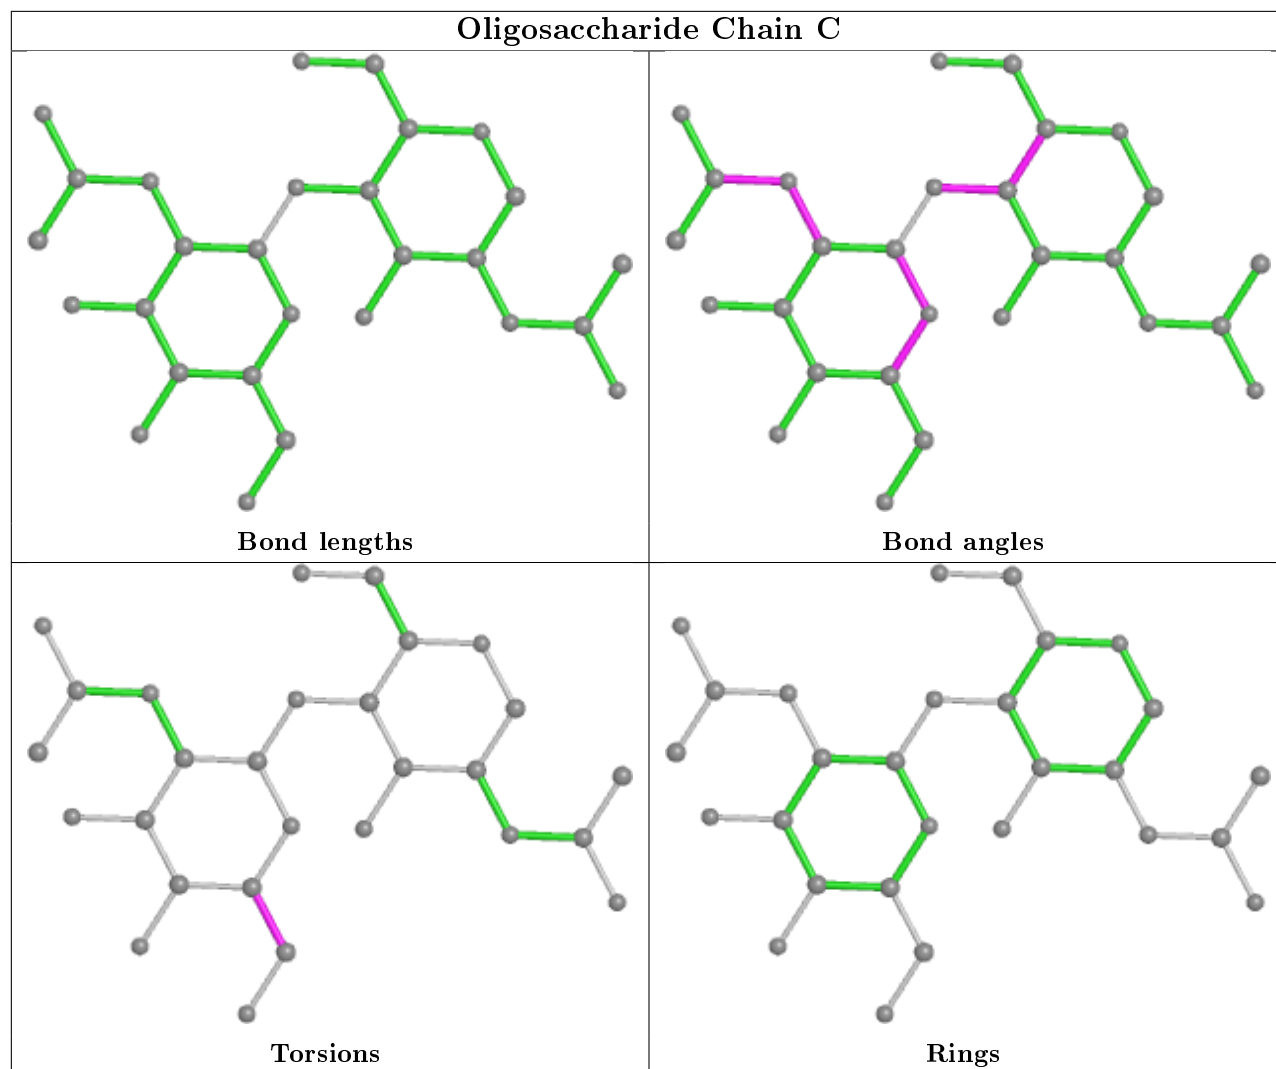 Oligosaccharide Chain C
Bond lengths
Bond angles
Torsions
Rings